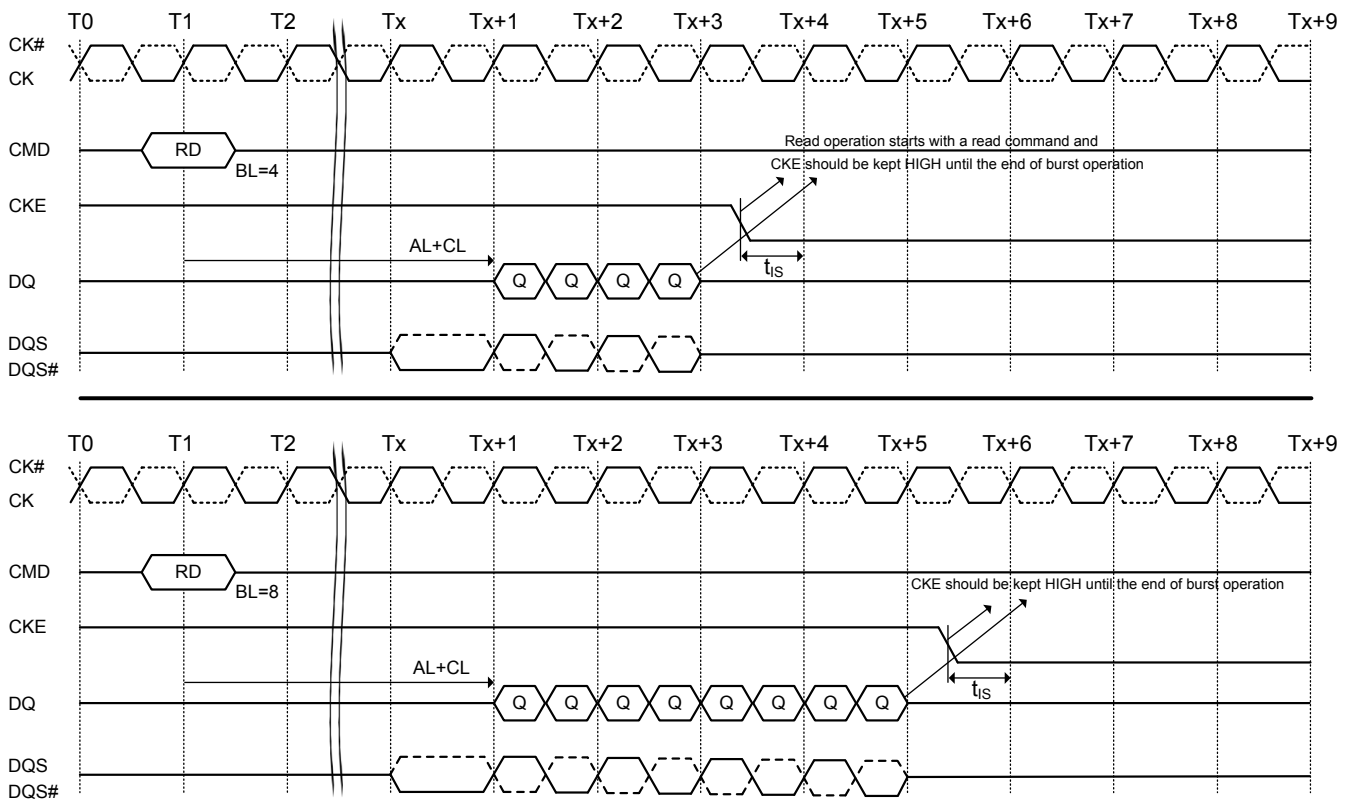 T0 T1 T2 Tx Tx+1 Tx+2 Tx+3 Tx+4 Tx+5 Tx+6 Tx+7 Tx+8 Tx+9
CK#
CK
Read operation starts with a read command and
CMD RD
BL=4
CKE should be kept HIGH until the end of burst operation
CKE
AL+CL
tIS
DQ Q Q Q Q
DQS
DQS#
T0 T1 T2 Tx Tx+1 Tx+2 Tx+3 Tx+4 Tx+5 Tx+6 Tx+7 Tx+8 Tx+9
CK#
CK
CMD RD
BL=8
CKE should be kept HIGH until the end of burst operation
CKE
AL+CL
tIS
DQ Q Q Q Q Q Q Q Q
DQS
DQS#